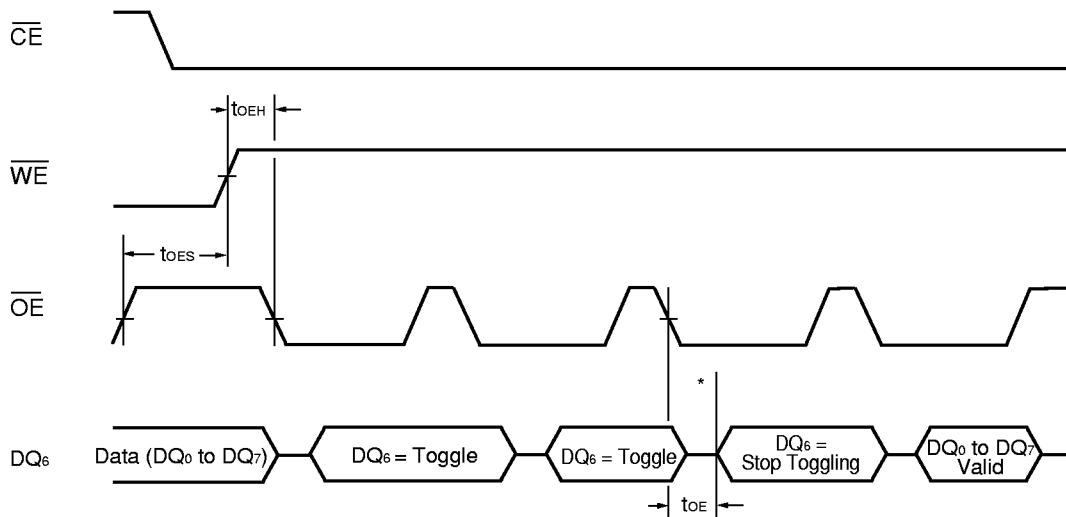 CE
tOEH
WE
tOES
OE
*
DQ6
Data (DQ0 to DQ7)
DQ6 = Toggle
DQ6 = Toggle
DQ6 =
Stop Toggling
DQ0 to DQ7
Valid
tOE